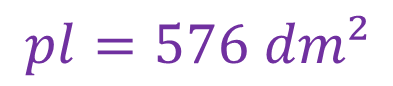 pl = 576 dm²